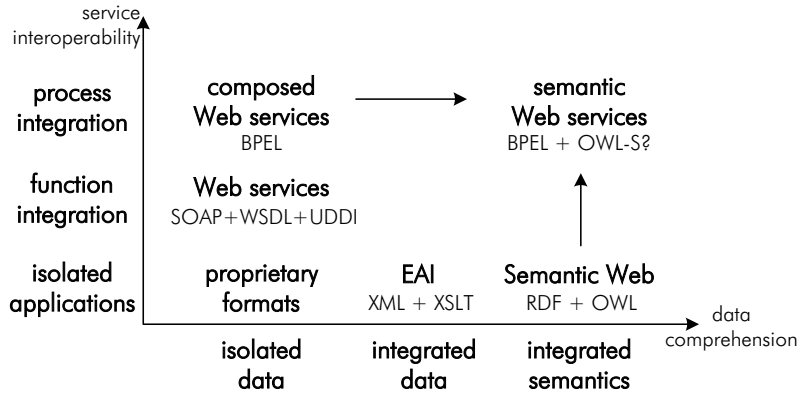 service
interoperability
process
integration
composed
Web services
BPEL
semantic
Web services
BPEL + OWL-S?
function
integration
Web services
SOAP+WSDL+UDDI
isolated
applications
proprietary
formats
EAI
XML + XSLT
Semantic Web
RDF + OWL
data
comprehension
isolated
data
integrated
data
integrated
semantics